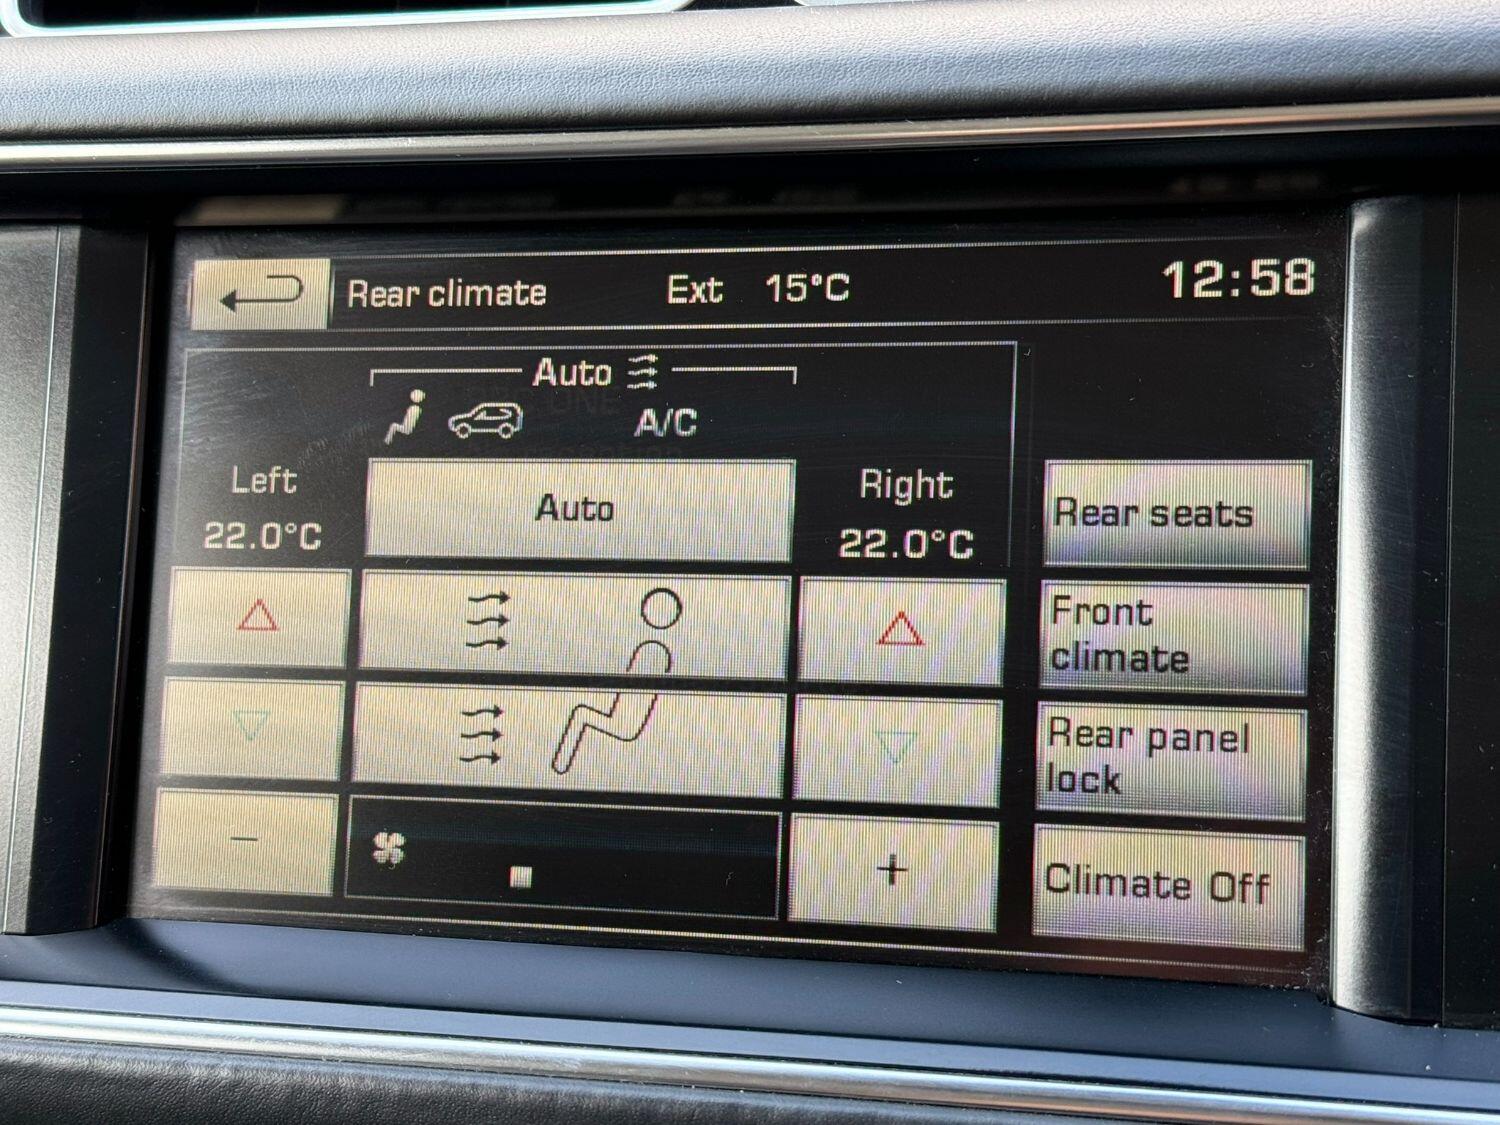 Rear climate Ext 15°C 12:58
Auto
A/C
Left
22.0°C
Auto
Right
22.0°C
Rear seats
Front
climate
Rear panel
lock
− +
Climate Off